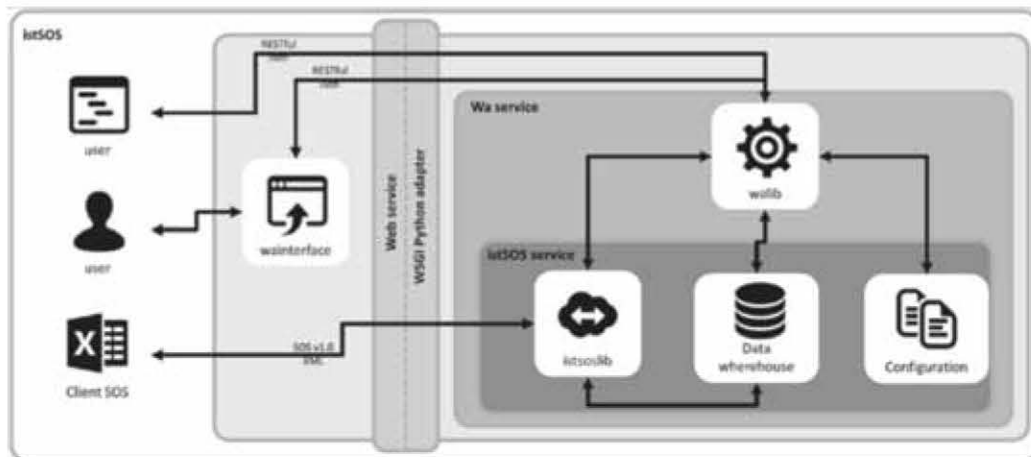 istSOS
RESTful
RESTful
Wa service
user
walib
wainterface
Web service
WSGI Python adapter
user
istSOS service
SOS v1.0
XML
istsoslib
Data
wherehouse
Configuration
Client SOS